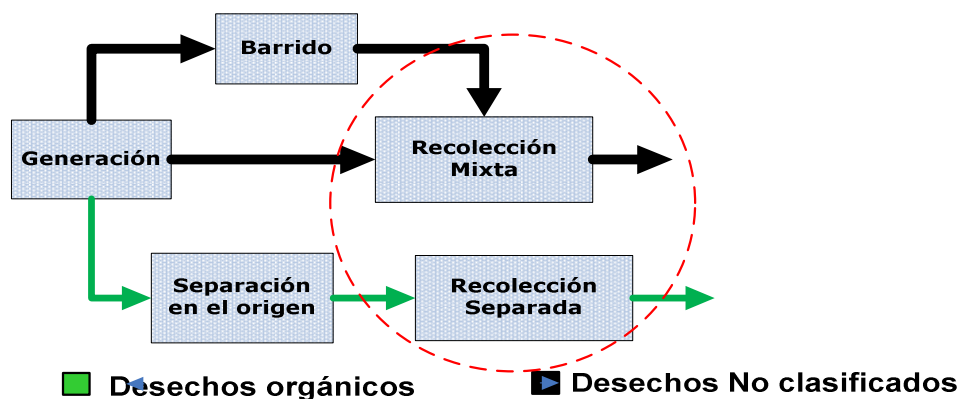 Barrido
Generación
Recolección
Mixta
Separación
en el origen
Recolección
Separada
Desechos orgánicos
Desechos No clasificados